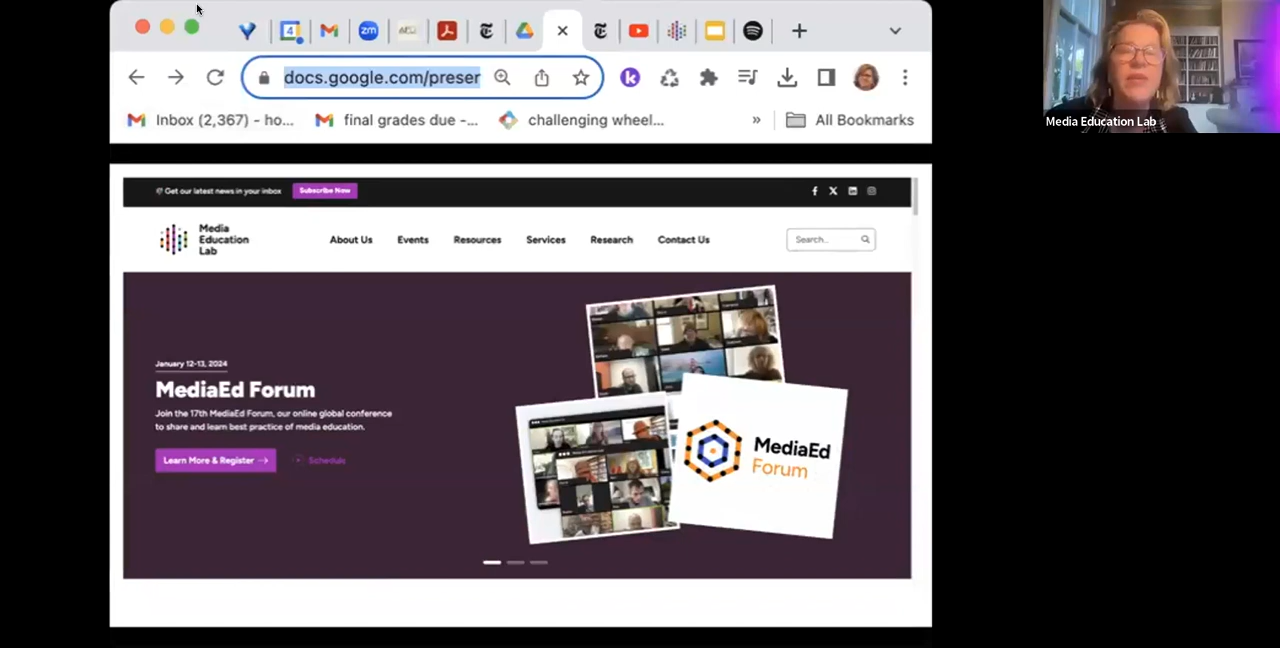 docs.google.com/preser
Inbox (2,367) - ho...
final grades due -...
challenging wheel...
»
All Bookmarks
Media Education Lab
Get our latest news in your inbox
Subscribe Now
Media
Education
Lab
About Us
Events
Resources
Services
Research
Contact Us
Search...
January 12-13, 2024
MediaEd Forum
Join the 17th MediaEd Forum, our online global conference
to share and learn best practice of media education.
Learn More & Register →
Schedule
MediaEd
Forum